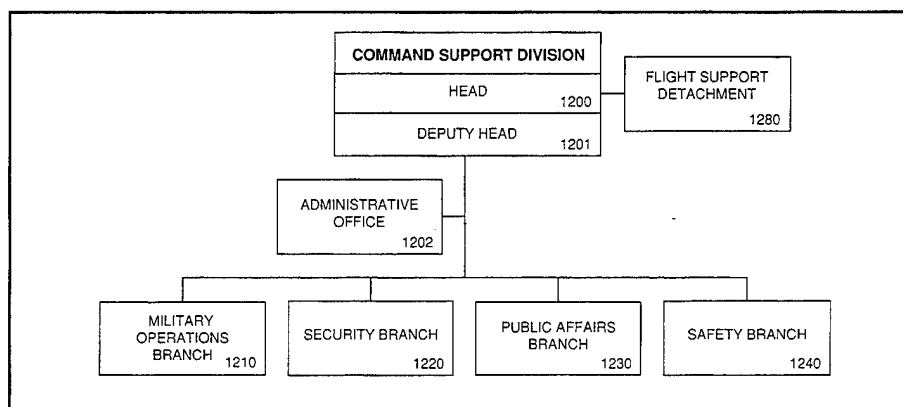 COMMAND SUPPORT DIVISION
HEAD
1200
DEPUTY HEAD
1201
FLIGHT SUPPORT
DETACHMENT
1280
ADMINISTRATIVE
OFFICE
1202
MILITARY
OPERATIONS
BRANCH
1210
SECURITY BRANCH
1220
PUBLIC AFFAIRS
BRANCH
1230
SAFETY BRANCH
1240